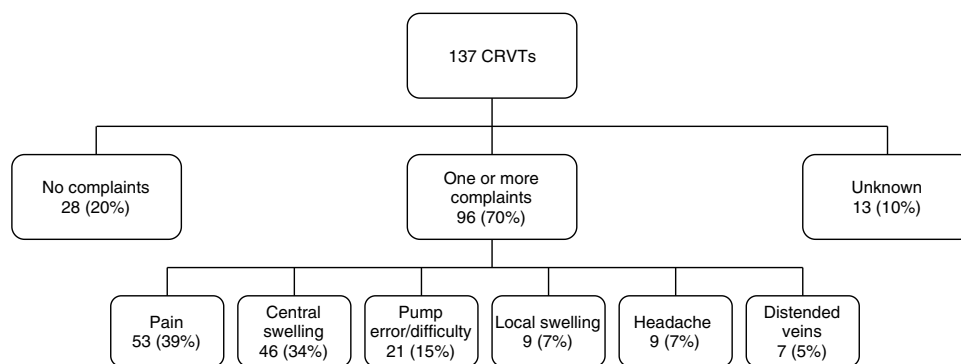 137 CRVTs
No complaints
28 (20%)
One or more
complaints
96 (70%)
Unknown
13 (10%)
Pain
53 (39%)
Central
swelling
46 (34%)
Pump
error/difficulty
21 (15%)
Local swelling
9 (7%)
Headache
9 (7%)
Distended
veins
7 (5%)